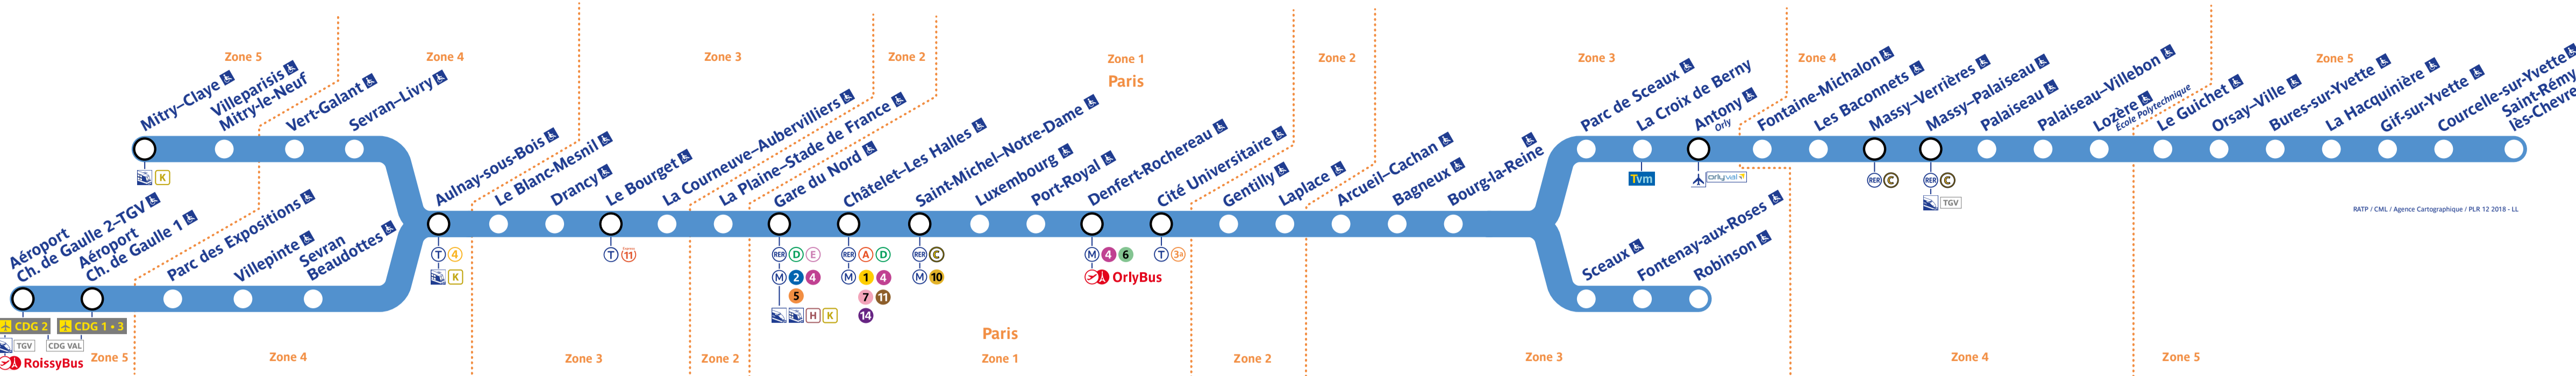 Zone 5
Zone 4
Zone 3
Zone 2
Zone 1
Paris
Zone 2
Zone 3
Zone 4
Zone 5
Mitry–Claye
Villeparisis
Mitry-le-Neuf
Vert-Galant
Sevran–Livry
K
Aéroport
Ch. de Gaulle 2–TGV
Aéroport
Ch. de Gaulle 1
Parc des Expositions
Villepinte
Sevran
Beaudottes
CDG 2
TGV
RoissyBus
CDG 1 • 3
CDG VAL
Aulnay-sous-Bois
T 4
K
Le Blanc-Mesnil
Drancy
Le Bourget
T Express 11
La Courneuve–Aubervilliers
La Plaine–Stade de France
Gare du Nord
RER D E
M 2 4
5
H K
Châtelet–Les Halles
RER A D
M 1 4
7 11
14
Saint-Michel–Notre-Dame
RER C
M 10
Luxembourg
Port-Royal
Denfert-Rochereau
M 4 6
OrlyBus
Cité Universitaire
T 3a
Gentilly
Laplace
Arcueil–Cachan
Bagneux
Bourg-la-Reine
Parc de Sceaux
La Croix de Berny
Tvm
Antony
Orly
orlyval
Fontaine-Michalon
Les Baconnets
Massy–Verrières
RER C
Massy–Palaiseau
RER C
TGV
Palaiseau
Palaiseau–Villebon
Lozère
École Polytechnique
Le Guichet
Orsay–Ville
Bures-sur-Yvette
La Hacquinière
Gif-sur-Yvette
Courcelle-sur-Yvette
Saint-Rémy
lès-Chevre
Sceaux
Fontenay-aux-Roses
Robinson
RATP / CML / Agence Cartographique / PLR 12 2018 - LL
Zone 5
Zone 4
Zone 3
Zone 2
Paris
Zone 1
Zone 2
Zone 3
Zone 4
Zone 5